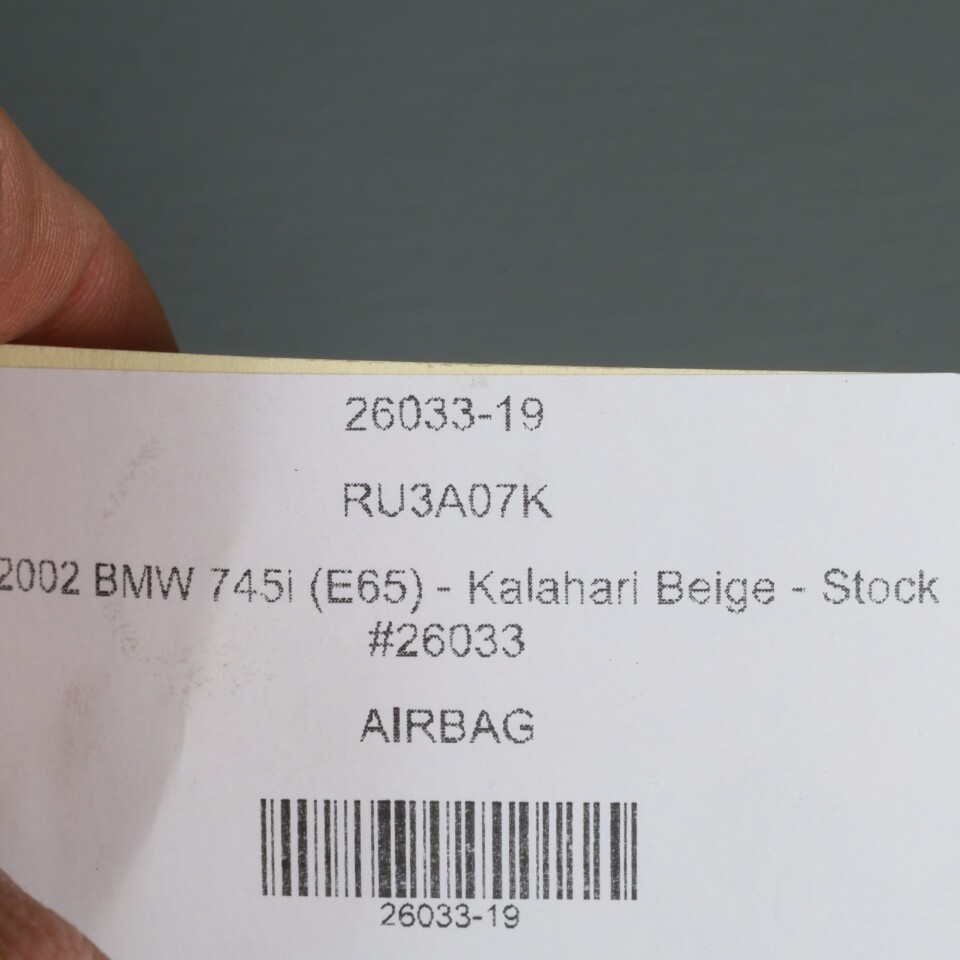 26033-19
RU3A07K
2002 BMW 745i (E65) - Kalahari Beige - Stock
#26033
AIRBAG
26033-19